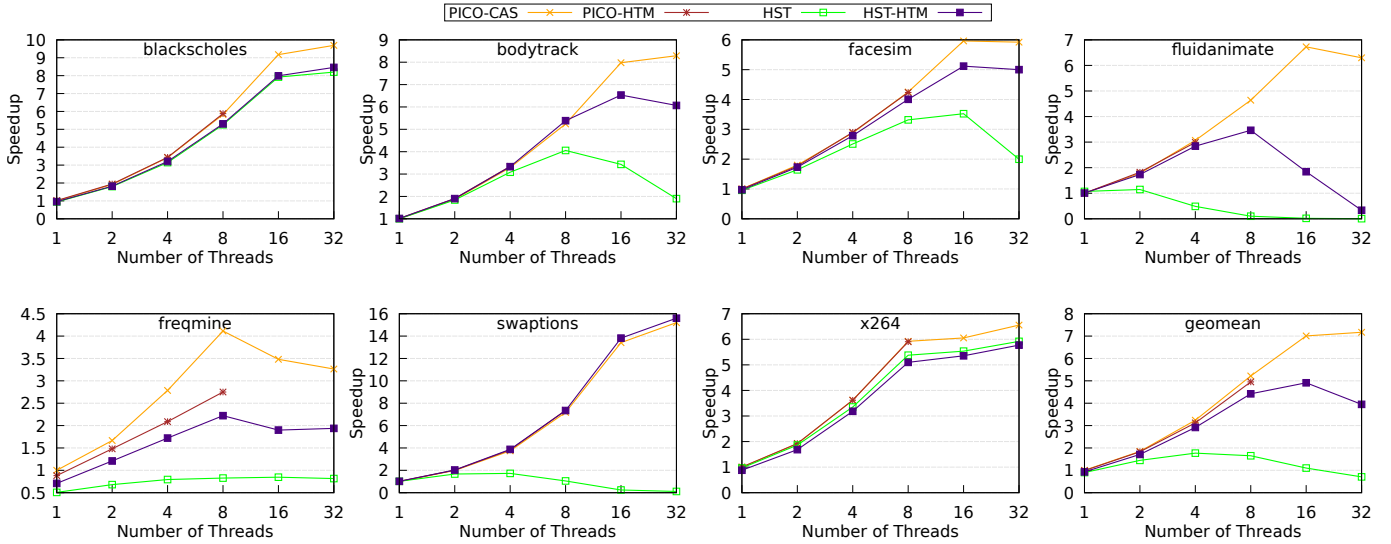 PICO-CAS PICO-HTM HST HST-HTM
blackscholes
Speedup
10
9
8
7
6
5
4
3
2
1
0
1 2 4 8 16 32
Number of Threads
bodytrack
Speedup
9
8
7
6
5
4
3
2
1
1 2 4 8 16 32
Number of Threads
facesim
Speedup
6
5
4
3
2
1
0
1 2 4 8 16 32
Number of Threads
fluidanimate
Speedup
7
6
5
4
3
2
1
0
1 2 4 8 16 32
Number of Threads
freqmine
Speedup
4.5
4
3.5
3
2.5
2
1.5
1
0.5
1 2 4 8 16 32
Number of Threads
swaptions
Speedup
16
14
12
10
8
6
4
2
0
1 2 4 8 16 32
Number of Threads
x264
Speedup
7
6
5
4
3
2
1
0
1 2 4 8 16 32
Number of Threads
geomean
Speedup
8
7
6
5
4
3
2
1
0
1 2 4 8 16 32
Number of Threads